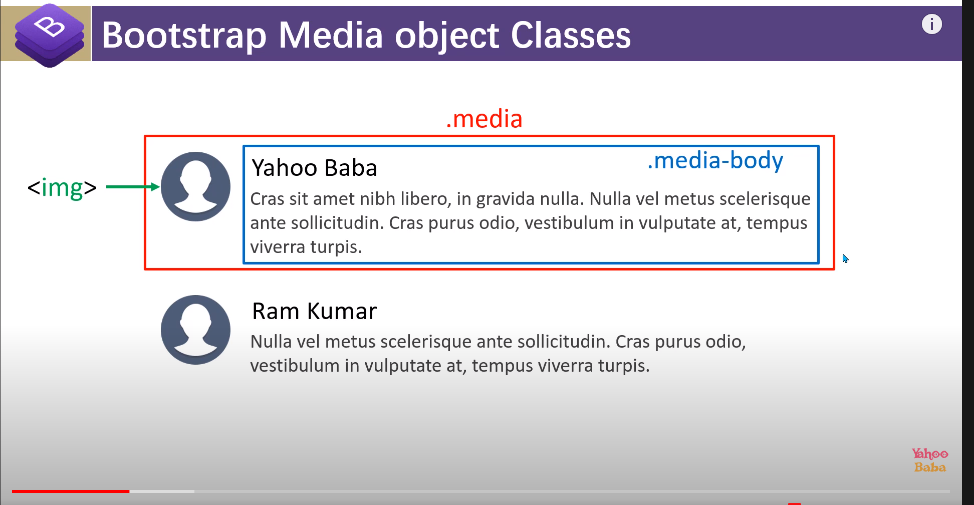 B
Bootstrap Media object Classes
i
.media
.media-body
<img>
Yahoo Baba
Cras sit amet nibh libero, in gravida nulla. Nulla vel metus scelerisque
ante sollicitudin. Cras purus odio, vestibulum in vulputate at, tempus
viverra turpis.
Ram Kumar
Nulla vel metus scelerisque ante sollicitudin. Cras purus odio,
vestibulum in vulputate at, tempus viverra turpis.
Yahoo
Baba